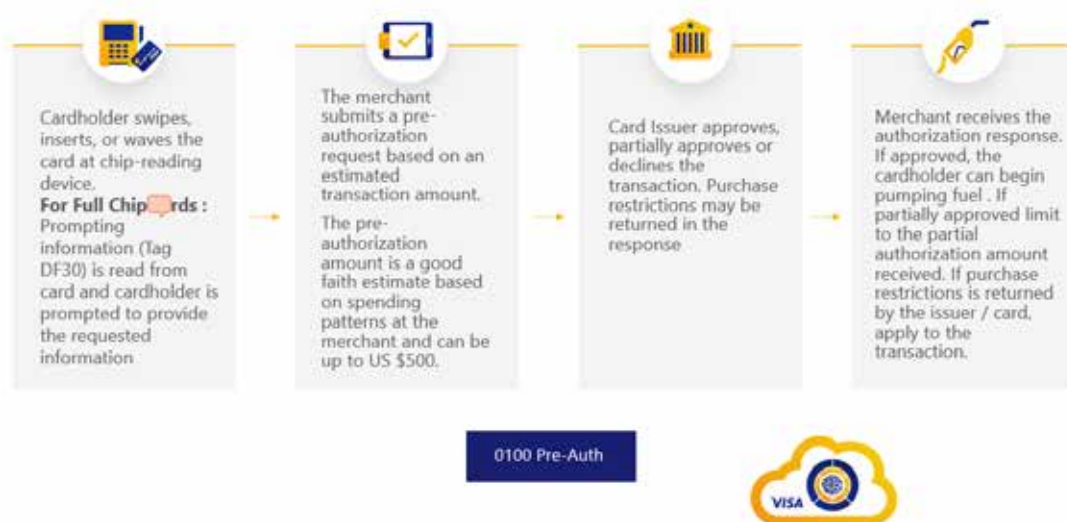 Cardholder swipes,
inserts, or waves the
card at chip-reading
device.
For Full Chip rds :
Prompting
information (Tag
DF30) is read from
card and cardholder is
prompted to provide
the requested
information
The merchant
submits a pre-
authorization
request based on an
estimated
transaction amount.
The pre-
authorization
amount is a good
faith estimate based
on spending
patterns at the
merchant and can be
up to US $500.
Card Issuer approves,
partially approves or
declines the
transaction. Purchase
restrictions may be
returned in the
response
Merchant receives the
authorization response.
If approved, the
cardholder can begin
pumping fuel . If
partially approved limit
to the partial
authorization amount
received. If purchase
restrictions is returned
by the issuer / card,
apply to the
transaction.
0100 Pre-Auth
VISA